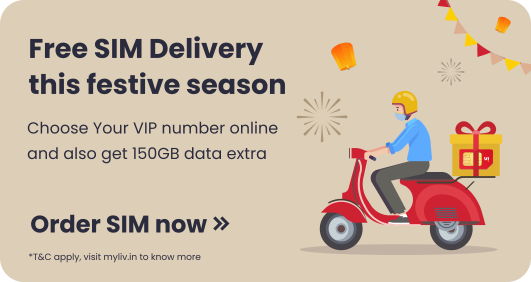 Free SIM Delivery
this festive season
Choose Your VIP number online
and also get 150GB data extra
Order SIM now »
*T&C apply, visit myliv.in to know more